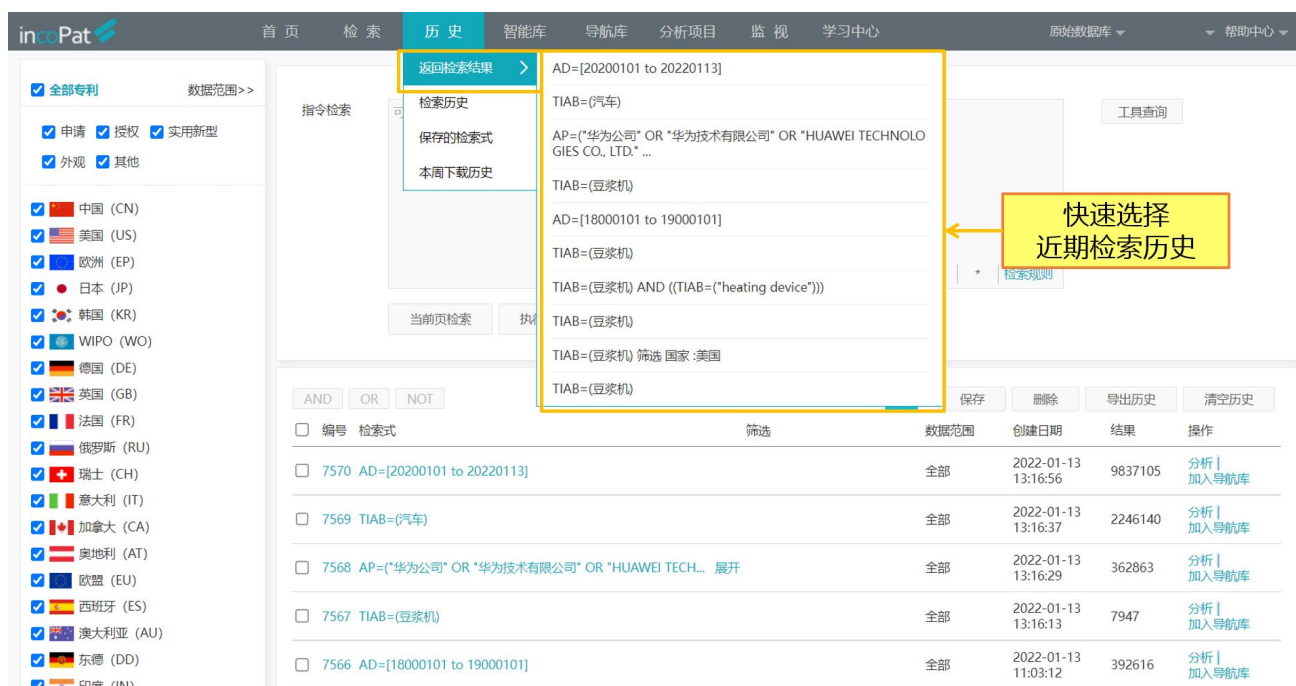 incoPat
首 页 检 索 历 史 智能库 导航库 分析项目 监 视 学习中心 原始数据库 帮助中心
全部专利 数据范围>>
申请 授权 实用新型
外观 其他
中国 (CN)
美国 (US)
欧洲 (EP)
日本 (JP)
韩国 (KR)
WIPO (WO)
德国 (DE)
英国 (GB)
法国 (FR)
俄罗斯 (RU)
瑞士 (CH)
意大利 (IT)
加拿大 (CA)
奥地利 (AT)
欧盟 (EU)
西班牙 (ES)
澳大利亚 (AU)
东德 (DD)
印度 (IN)
返回检索结果 >
检索历史
保存的检索式
本周下载历史
AD=[20200101 to 20220113]
TIAB=(汽车)
AP=("华为公司" OR "华为技术有限公司" OR "HUAWEI TECHNOLO
GIES CO., LTD." ...
TIAB=(豆浆机)
AD=[18000101 to 19000101]
TIAB=(豆浆机)
TIAB=(豆浆机) AND ((TIAB=("heating device")))
TIAB=(豆浆机)
TIAB=(豆浆机) 筛选 国家 :美国
TIAB=(豆浆机)
指令检索 可
工具查询
快速选择
近期检索历史
* 检索规则
当前页检索 执
AND OR NOT 保存 删除 导出历史 清空历史
编号 检索式 筛选 数据范围 创建日期 结果 操作
7570 AD=[20200101 to 20220113] 全部 2022-01-13 9837105 分析 |
13:16:56 加入导航库
7569 TIAB=(汽车) 全部 2022-01-13 2246140 分析 |
13:16:37 加入导航库
7568 AP=("华为公司" OR "华为技术有限公司" OR "HUAWEI TECH... 展开 全部 2022-01-13 362863 分析 |
13:16:29 加入导航库
7567 TIAB=(豆浆机) 全部 2022-01-13 7947 分析 |
13:16:13 加入导航库
7566 AD=[18000101 to 19000101] 全部 2022-01-13 392616 分析 |
11:03:12 加入导航库